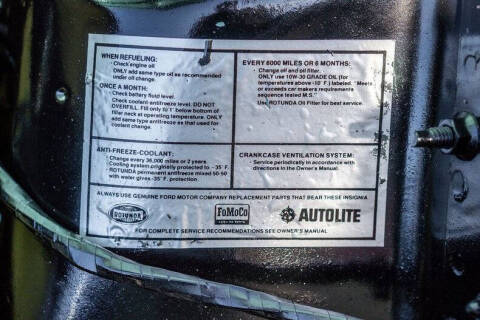 WHEN REFUELING:
· Check engine oil
ONLY add same type oil as recommended
under oil change.
ONCE A MONTH:
· Check battery fluid level.
Check coolant-antifreeze level. DO NOT
OVERFILL. Fill only to 1" below bottom of
filler neck at operating temperature. ONLY
add same type antifreeze as that used for
coolant change.
EVERY 6000 MILES OR 6 MONTHS:
· Change oil and oil filter.
ONLY use 10W-30 GRADE OIL (for
temperatures above -10° F.) labeled, "Meets
or exceeds car makers requirements
sequence tested M.S."
Use ROTUNDA Oil Filter for best service.
ANTI-FREEZE-COOLANT:
· Change every 36,000 miles or 2 years
· Cooling system originally protected to -35° F.
· ROTUNDA permanent antifreeze mixed 50-50
with water gives -35° F. protection.
CRANKCASE VENTILATION SYSTEM:
· Service periodically in accordance with
directions to the Owner's Manual.
ALWAYS USE GENUINE FORD MOTOR COMPANY REPLACEMENT PARTS THAT BEAR THESE INSIGNIA
ROTUNDA
FoMoCo
AUTOLITE
FOR COMPLETE SERVICE RECOMMENDATIONS SEE OWNER'S MANUAL